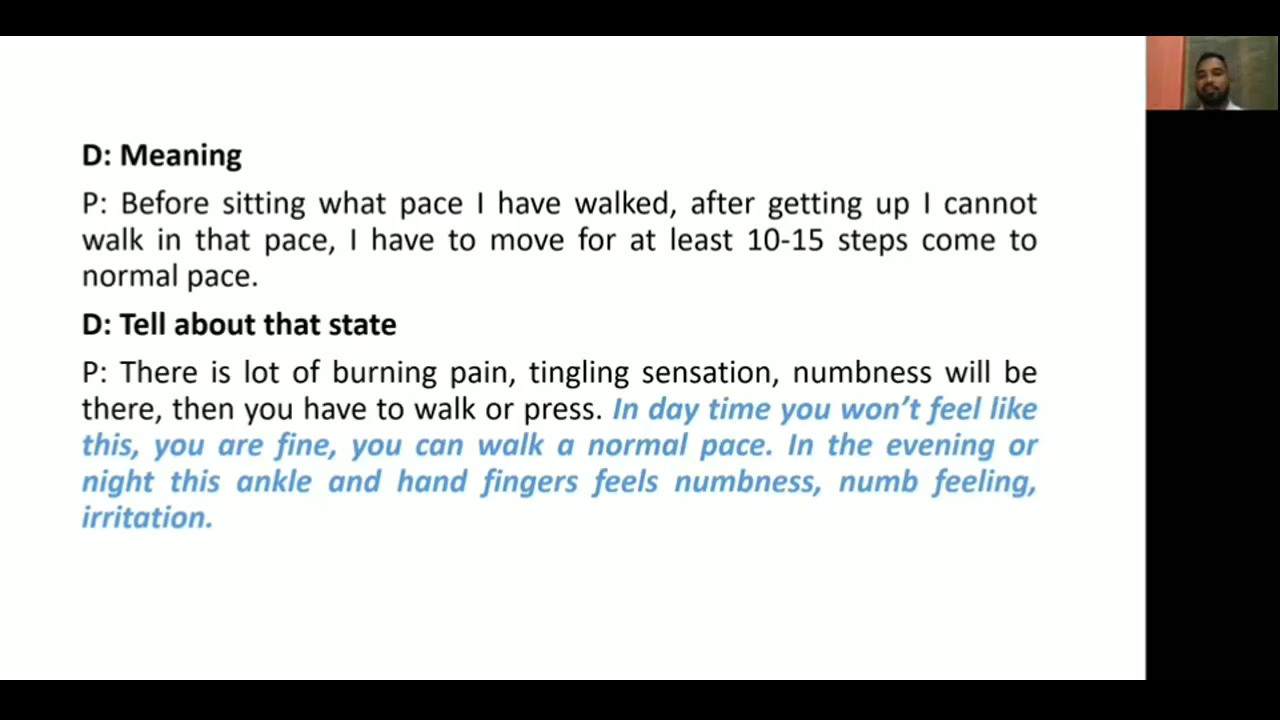 D: Meaning
P: Before sitting what pace I have walked, after getting up I cannot
walk in that pace, I have to move for at least 10-15 steps come to
normal pace.
D: Tell about that state
P: There is lot of burning pain, tingling sensation, numbness will be
there, then you have to walk or press. In day time you won’t feel like
this, you are fine, you can walk a normal pace. In the evening or
night this ankle and hand fingers feels numbness, numb feeling,
irritation.